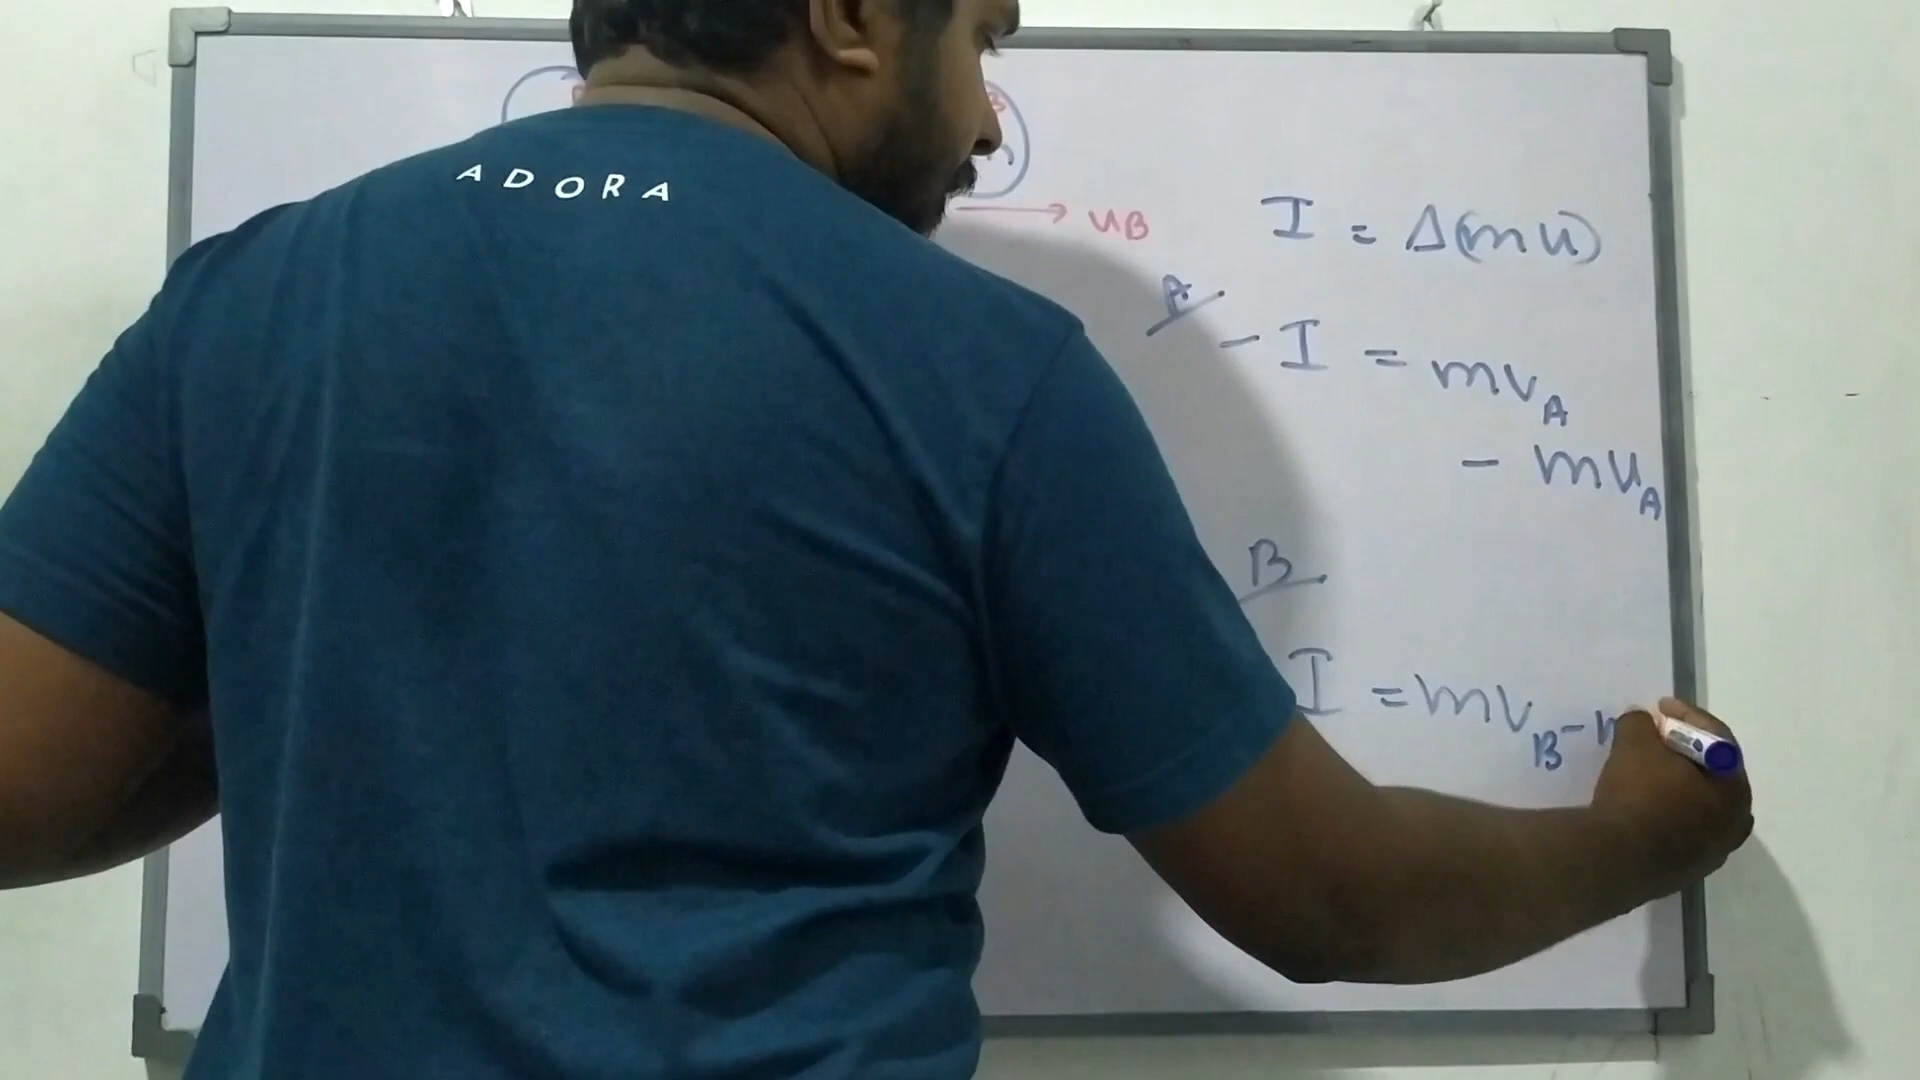 ADORA
B
uB
I = Δ(mu)
A
- I = mvA
- muA
B
I = mvB - m